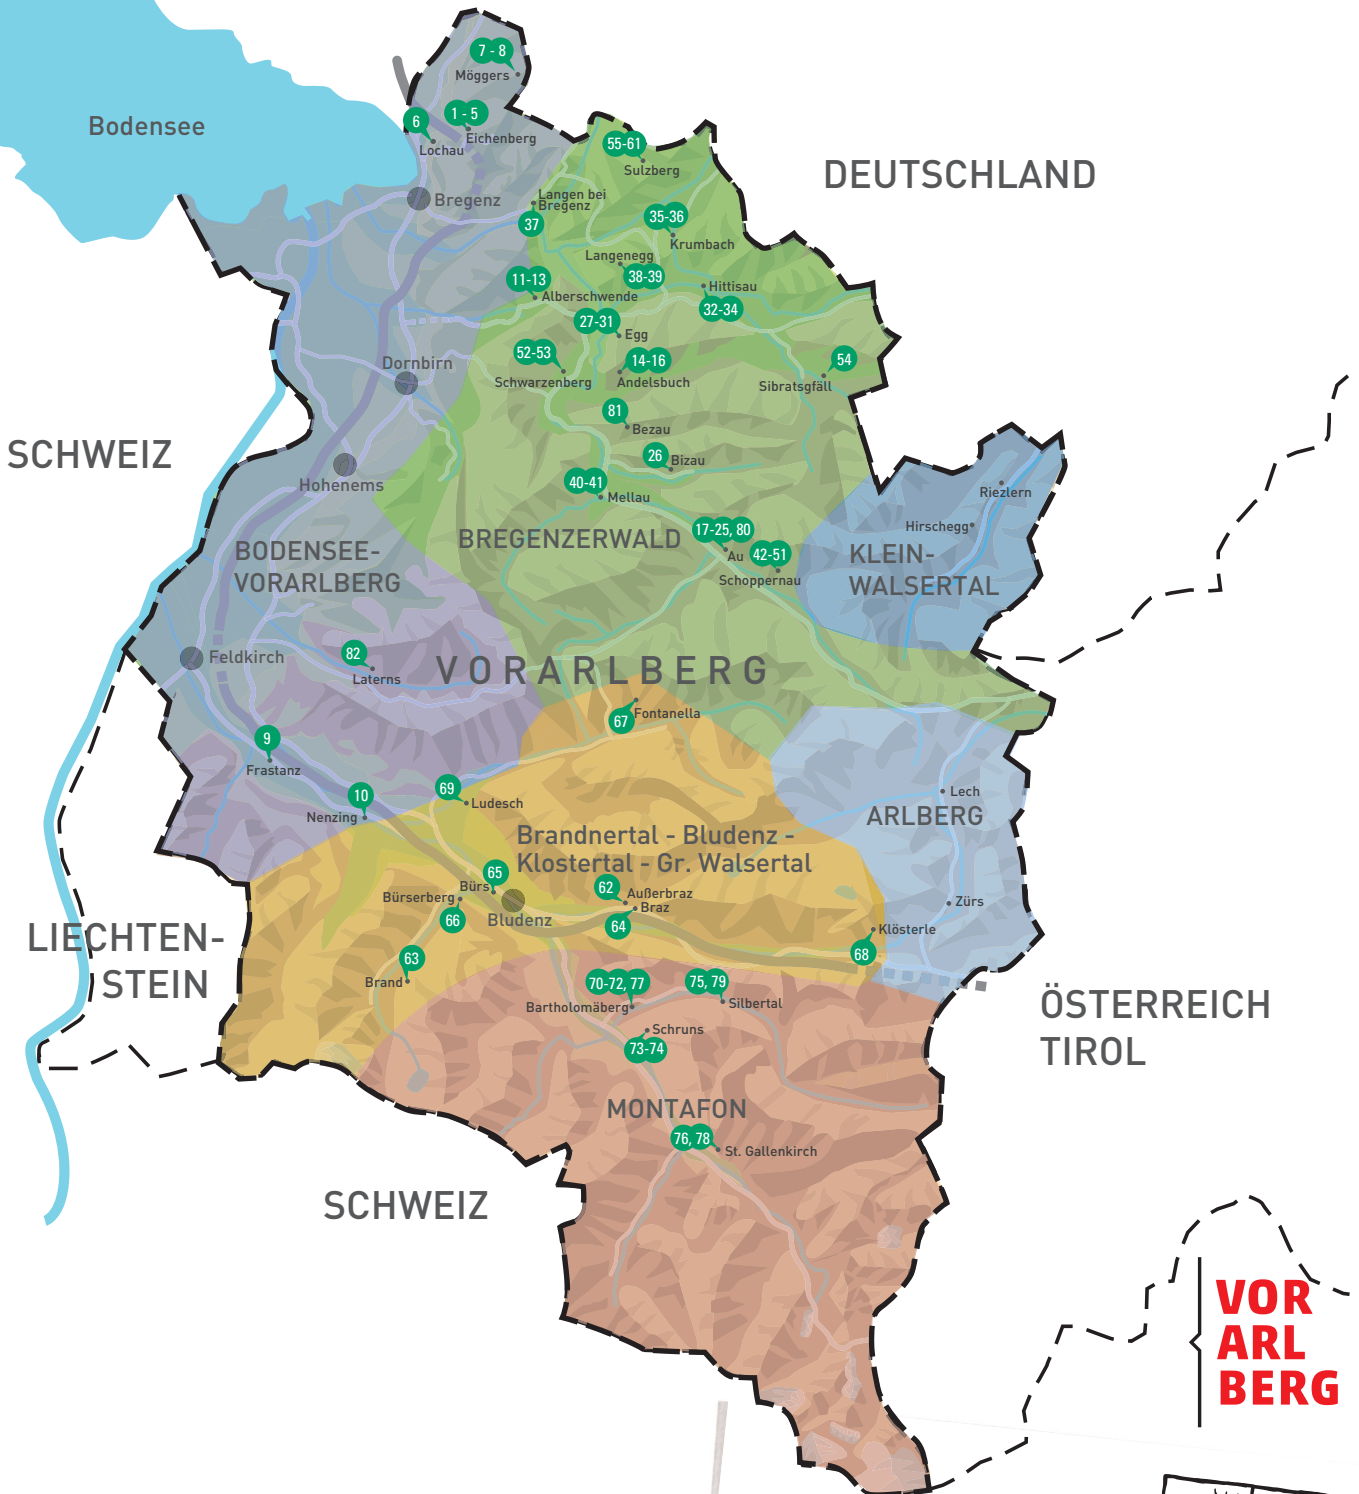 7 - 8
Möggers
Bodensee
6
1 - 5
Eichenberg
Lochau
55-61
Sulzberg
DEUTSCHLAND
Bregenz
Langen bei
Bregenz
37
35-36
Krumbach
Langenegg
38-39
11-13
Alberschwende
Hittisau
32-34
27-31
Egg
52-53
Schwarzenberg
14-16
Andelsbuch
54
Sibratsgfäll
Dornbirn
81
Bezau
SCHWEIZ
26
Bizau
Hohenems
40-41
Mellau
Riezlern
Hirschegg
17-25, 80
Au
42-51
Schoppernau
BREGENZERWALD
BODENSEE-
VORARLBERG
KLEIN-
WALSERTAL
Feldkirch
82
Laterns
VORARLBERG
67
Fontanella
9
Frastanz
10
Nenzing
69
Ludesch
Lech
ARLBERG
Brandnertal - Bludenz -
Klostertal - Gr. Walsertal
65
Bürs
Bürserberg
66
Bludenz
62
Außerbraz
Braz
64
Zürs
Klösterle
68
LIECHTEN-
STEIN
63
Brand
70-72, 77
Bartholomäberg
75, 79
Silbertal
Schruns
73-74
ÖSTERREICH
TIROL
MONTAFON
76, 78
St. Gallenkirch
SCHWEIZ
VOR
ARL
BERG